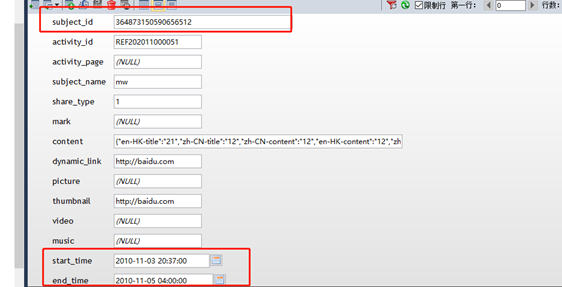 限制行 第一行: 0 行数:
subject_id 364873150590656512
activity_id REF202011000051
activity_page (NULL)
subject_name mw
share_type 1
mark (NULL)
content {"en-HK-title":"21","zh-CN-title":"12","zh-CN-content":"12","en-HK-content":"12","zh
dynamic_link http://baidu.com
picture (NULL)
thumbnail http://baidu.com
video (NULL)
music (NULL)
start_time 2010-11-03 20:37:00
end_time 2010-11-05 04:00:00